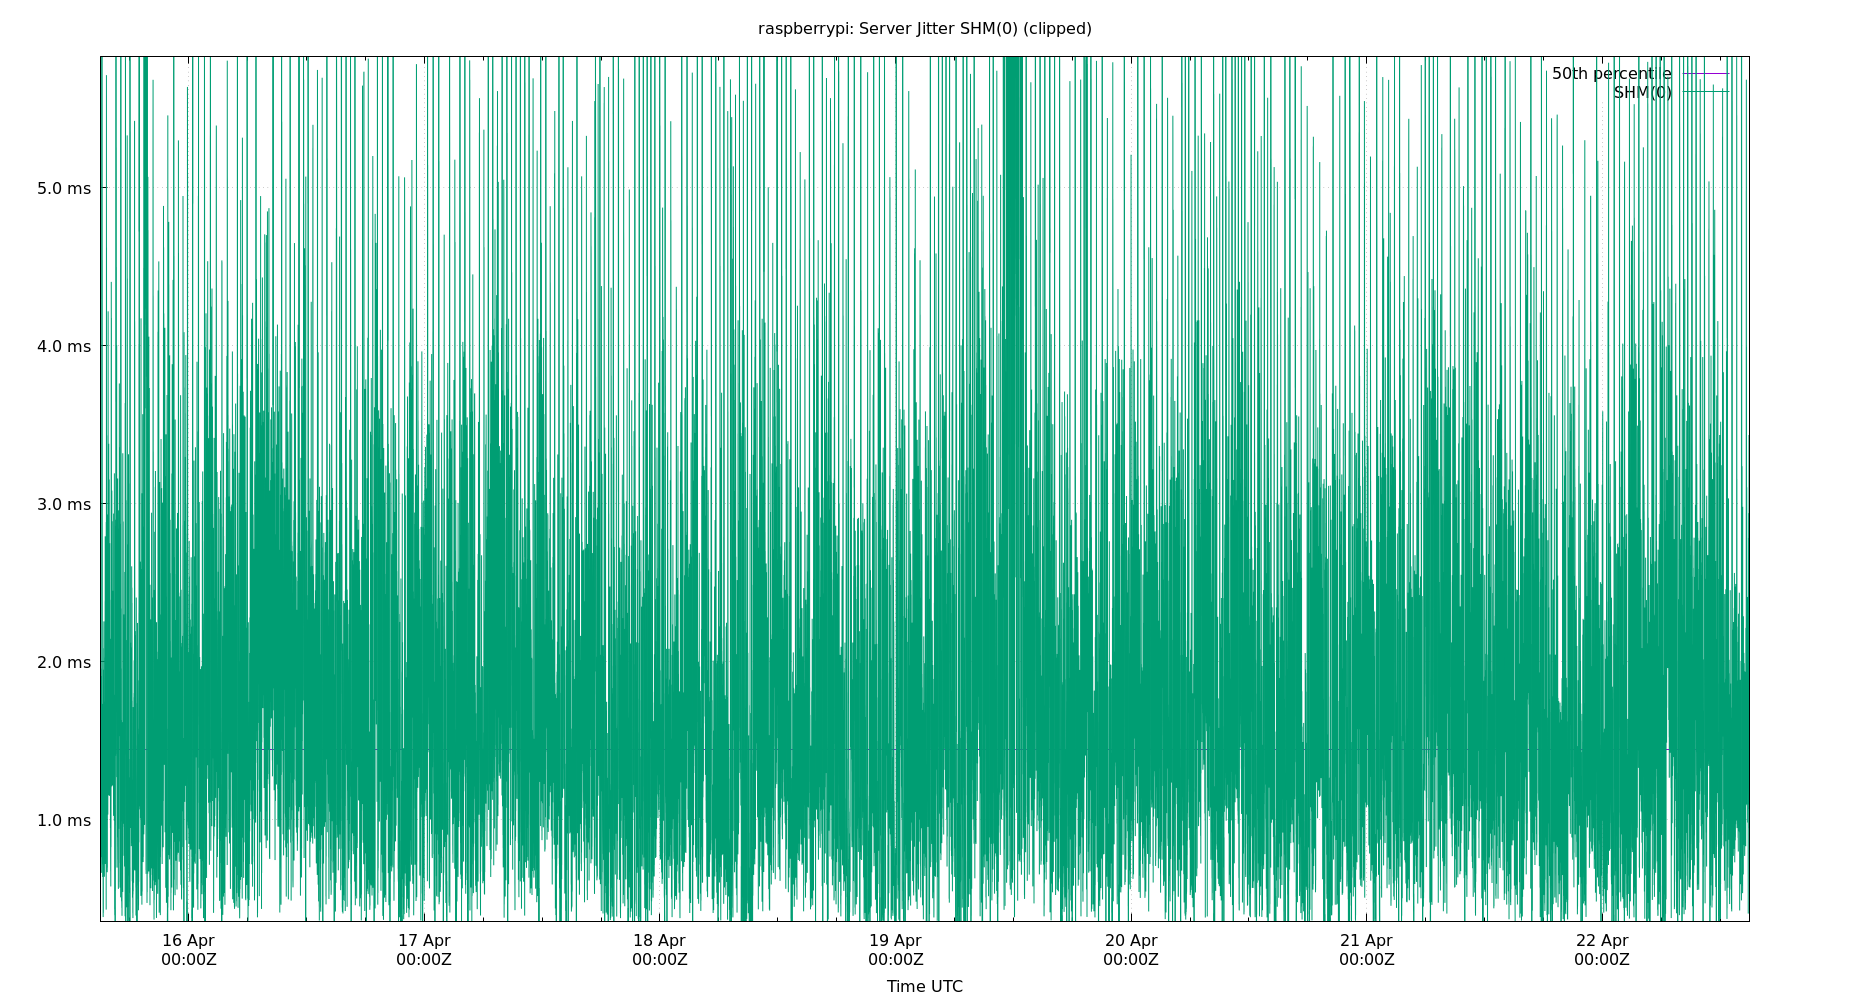 raspberrypi: Server Jitter SHM(0) (clipped)
50th percentile
SHM(0)
5.0 ms
4.0 ms
3.0 ms
2.0 ms
1.0 ms
16 Apr 17 Apr 18 Apr 19 Apr 20 Apr 21 Apr 22 Apr
00:00Z 00:00Z 00:00Z 00:00Z 00:00Z 00:00Z 00:00Z
Time UTC